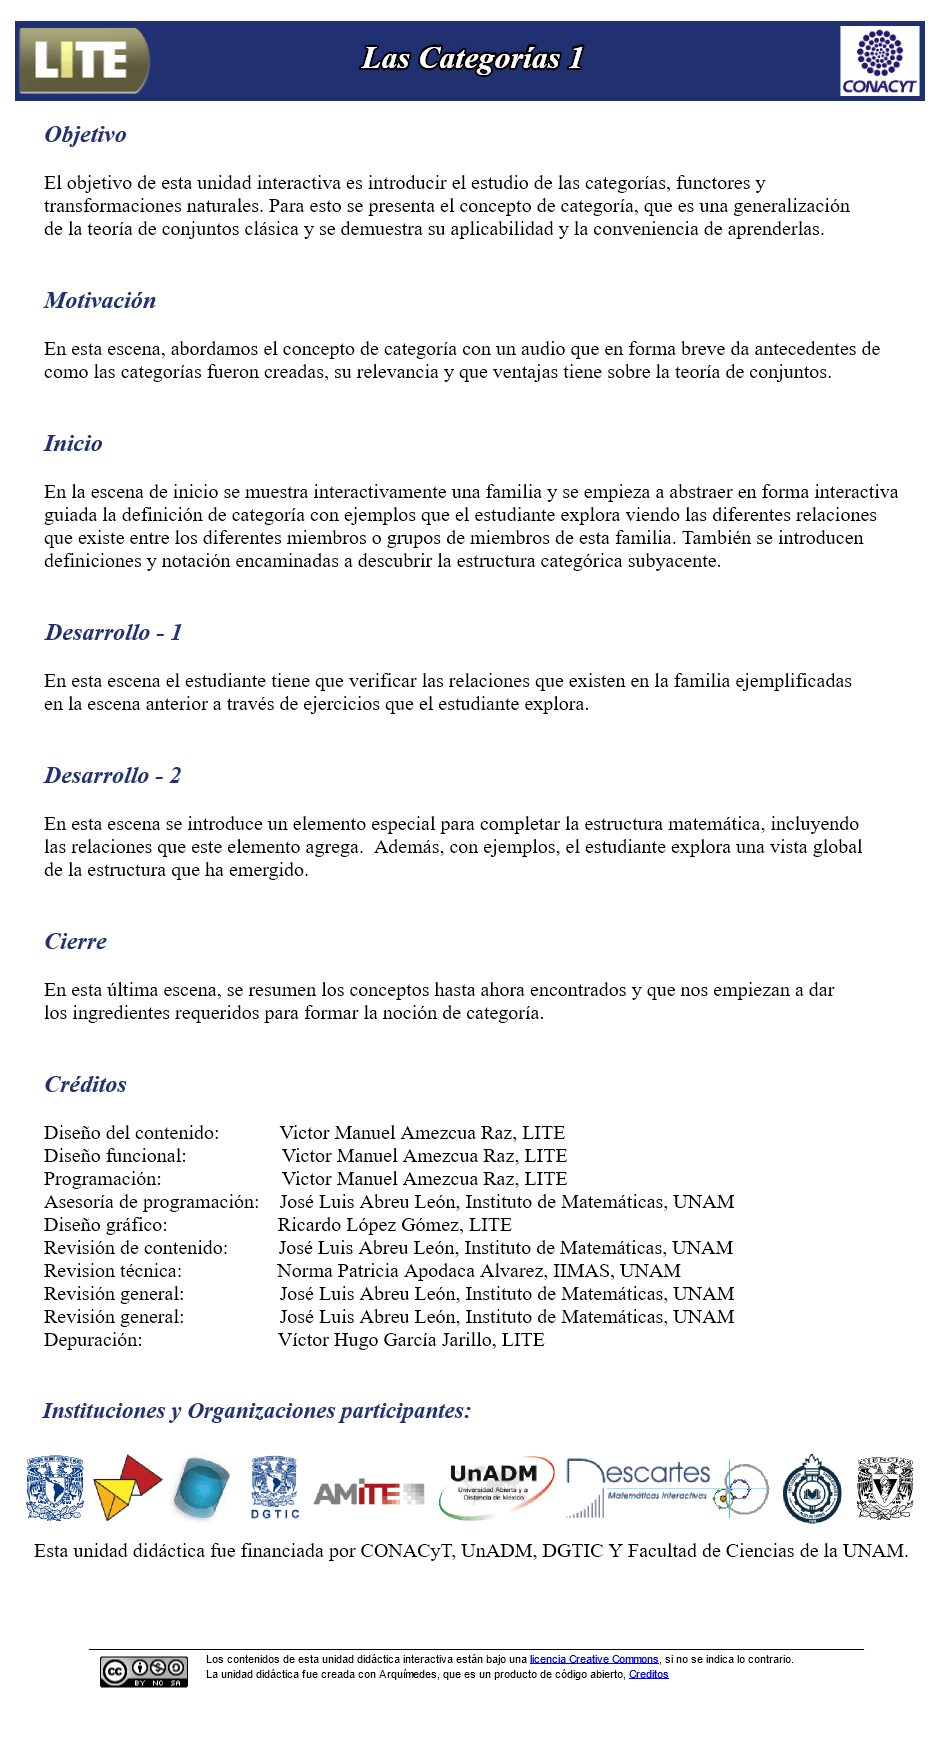 LITE
Las Categorías 1
CONACYT
Objetivo
El objetivo de esta unidad interactiva es introducir el estudio de las categorías, functores y
transformaciones naturales. Para esto se presenta el concepto de categoría, que es una generalización
de la teoría de conjuntos clásica y se demuestra su aplicabilidad y la conveniencia de aprenderlas.
Motivación
En esta escena, abordamos el concepto de categoría con un audio que en forma breve da antecedentes de
como las categorías fueron creadas, su relevancia y que ventajas tiene sobre la teoría de conjuntos.
Inicio
En la escena de inicio se muestra interactivamente una familia y se empieza a abstraer en forma interactiva
guiada la definición de categoría con ejemplos que el estudiante explora viendo las diferentes relaciones
que existe entre los diferentes miembros o grupos de miembros de esta familia. También se introducen
definiciones y notación encaminadas a descubrir la estructura categórica subyacente.
Desarrollo - 1
En esta escena el estudiante tiene que verificar las relaciones que existen en la familia ejemplificadas
en la escena anterior a través de ejercicios que el estudiante explora.
Desarrollo - 2
En esta escena se introduce un elemento especial para completar la estructura matemática, incluyendo
las relaciones que este elemento agrega.  Además, con ejemplos, el estudiante explora una vista global
de la estructura que ha emergido.
Cierre
En esta última escena, se resumen los conceptos hasta ahora encontrados y que nos empiezan a dar
los ingredientes requeridos para formar la noción de categoría.
Créditos
Diseño del contenido: Victor Manuel Amezcua Raz, LITE
Diseño funcional: Victor Manuel Amezcua Raz, LITE
Programación: Victor Manuel Amezcua Raz, LITE
Asesoría de programación: José Luis Abreu León, Instituto de Matemáticas, UNAM
Diseño gráfico: Ricardo López Gómez, LITE
Revisión de contenido: José Luis Abreu León, Instituto de Matemáticas, UNAM
Revision técnica: Norma Patricia Apodaca Alvarez, IIMAS, UNAM
Revisión general: José Luis Abreu León, Instituto de Matemáticas, UNAM
Revisión general: José Luis Abreu León, Instituto de Matemáticas, UNAM
Depuración: Víctor Hugo García Jarillo, LITE
Instituciones y Organizaciones participantes:
DGTIC
AMITE
UnADM
Universidad Abierta y a
Distancia de México
Descartes
Matemáticas Interactivas
CIENCIAS
Esta unidad didáctica fue financiada por CONACyT, UnADM, DGTIC Y Facultad de Ciencias de la UNAM.
Los contenidos de esta unidad didáctica interactiva están bajo una licencia Creative Commons, si no se indica lo contrario.
La unidad didáctica fue creada con Arquímedes, que es un producto de código abierto, Creditos
cc
BY NC SA